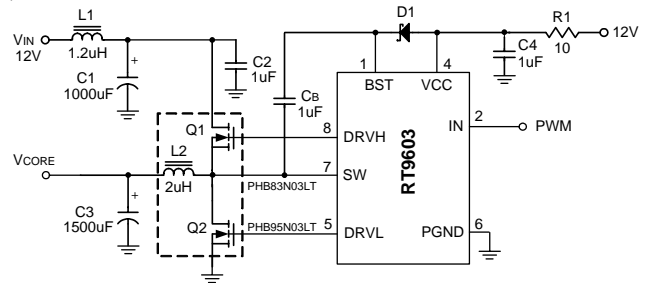 L1
VIN
12V
1.2uH
C1
1000uF
+
C2
1uF
D1
R1
10
12V
C4
1uF
CB
1uF
1
BST
4
VCC
2
IN
PWM
RT9603
8
DRVH
7
SW
5
DRVL
PGND
6
Q1
PHB83N03LT
VCORE
L2
2uH
C3
1500uF
+
Q2
PHB95N03LT